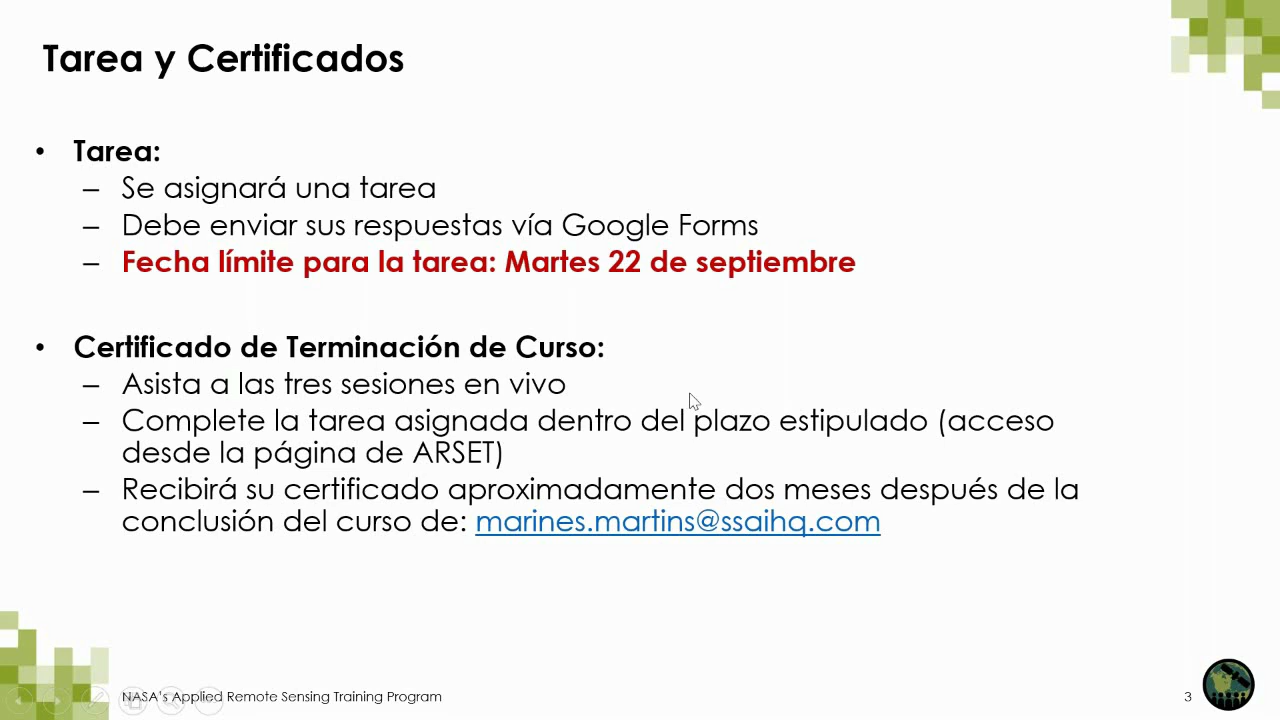 Tarea y Certificados
• Tarea:
– Se asignará una tarea
– Debe enviar sus respuestas vía Google Forms
– Fecha límite para la tarea: Martes 22 de septiembre
• Certificado de Terminación de Curso:
– Asista a las tres sesiones en vivo
– Complete la tarea asignada dentro del plazo estipulado (acceso
desde la página de ARSET)
– Recibirá su certificado aproximadamente dos meses después de la
conclusión del curso de: marines.martins@ssaihq.com
NASA's Applied Remote Sensing Training Program
3